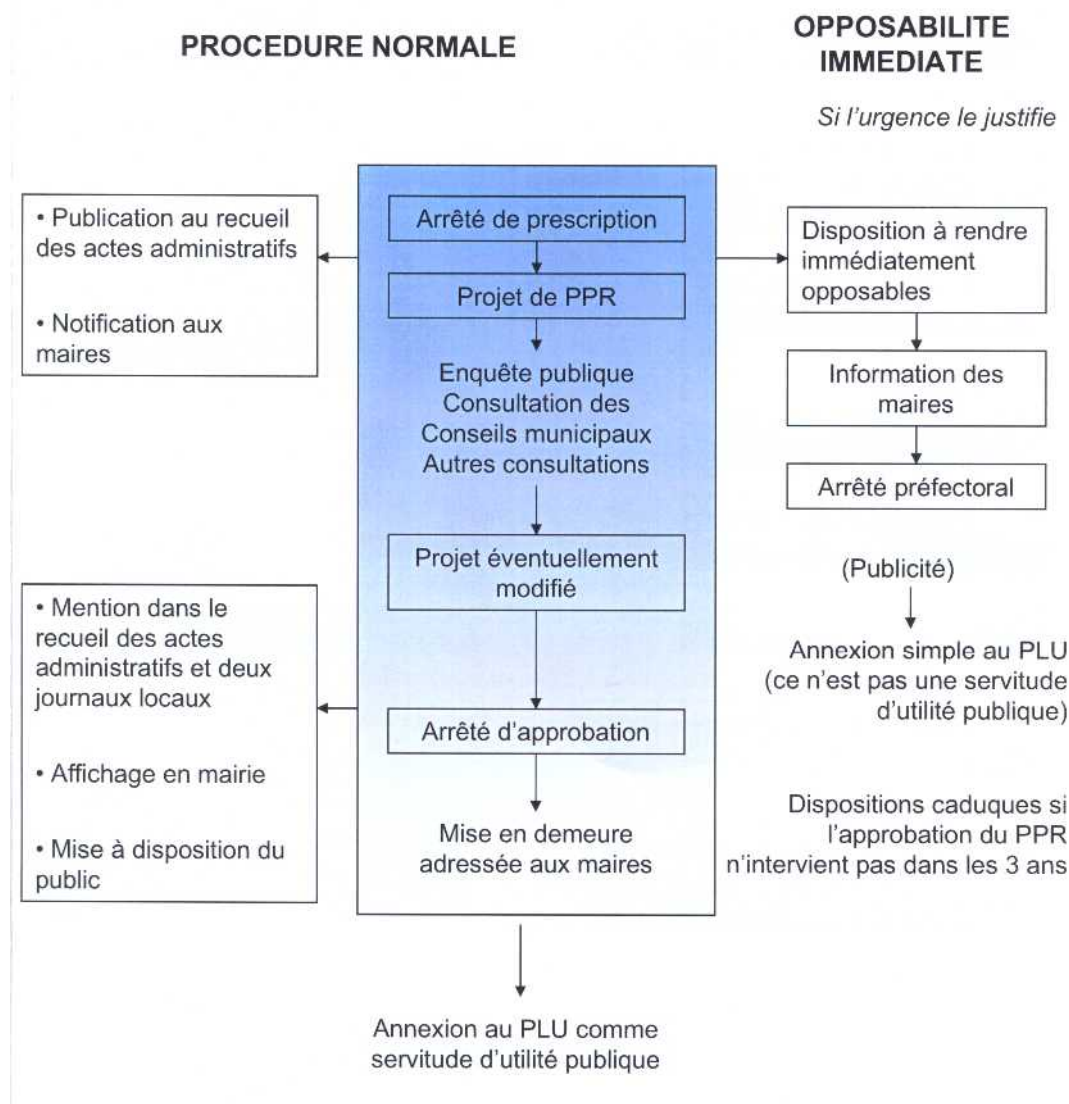 PROCEDURE NORMALE
OPPOSABILITE
IMMEDIATE
Si l'urgence le justifie
• Publication au recueil
des actes administratifs
• Notification aux
maires
Arrêté de prescription
Projet de PPR
Enquête publique
Consultation des
Conseils municipaux
Autres consultations
Projet éventuellement
modifié
Arrêté d'approbation
Mise en demeure
adressée aux maires
• Mention dans le
recueil des actes
administratifs et deux
journaux locaux
• Affichage en mairie
• Mise à disposition du
public
Annexion au PLU comme
servitude d'utilité publique
Disposition à rendre
immédiatement
opposables
Information des
maires
Arrêté préfectoral
(Publicité)
Annexion simple au PLU
(ce n'est pas une servitude
d'utilité publique)
Dispositions caduques si
l'approbation du PPR
n'intervient pas dans les 3 ans